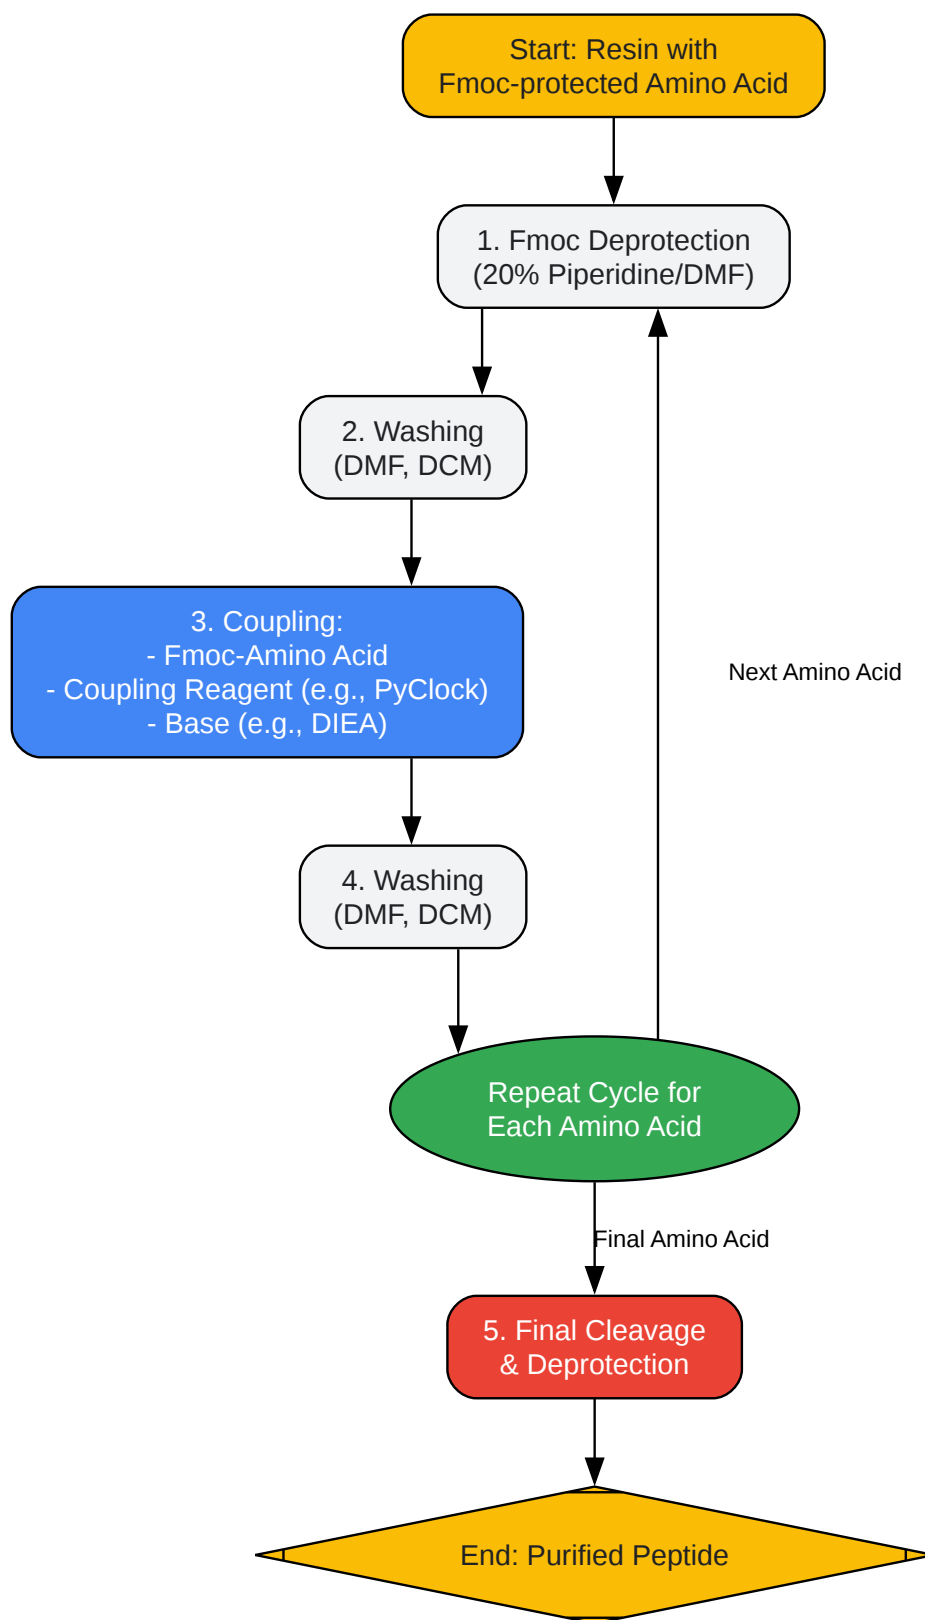 Start: Resin with
Fmoc-protected Amino Acid
1. Fmoc Deprotection
(20% Piperidine/DMF)
2. Washing
(DMF, DCM)
3. Coupling:
- Fmoc-Amino Acid
- Coupling Reagent (e.g., PyClock)
- Base (e.g., DIEA)
Next Amino Acid
4. Washing
(DMF, DCM)
Repeat Cycle for
Each Amino Acid
Final Amino Acid
5. Final Cleavage
& Deprotection
End: Purified Peptide